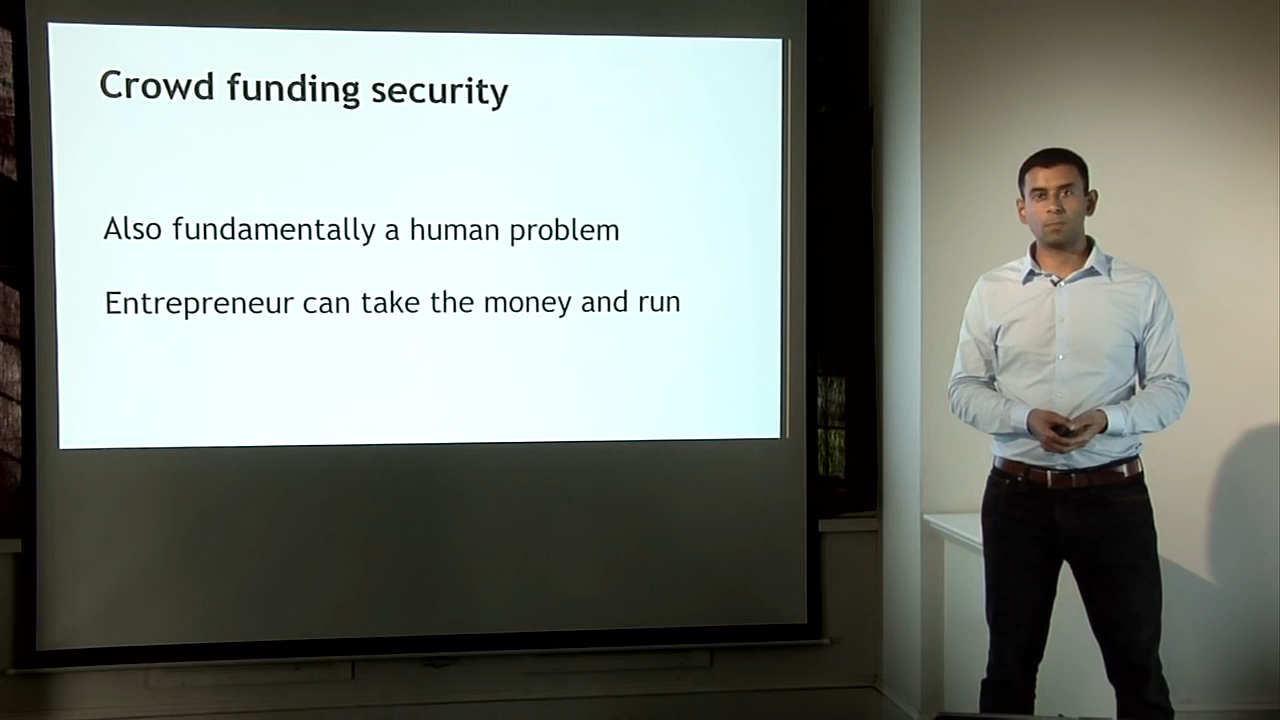 Crowd funding security
Also fundamentally a human problem
Entrepreneur can take the money and run